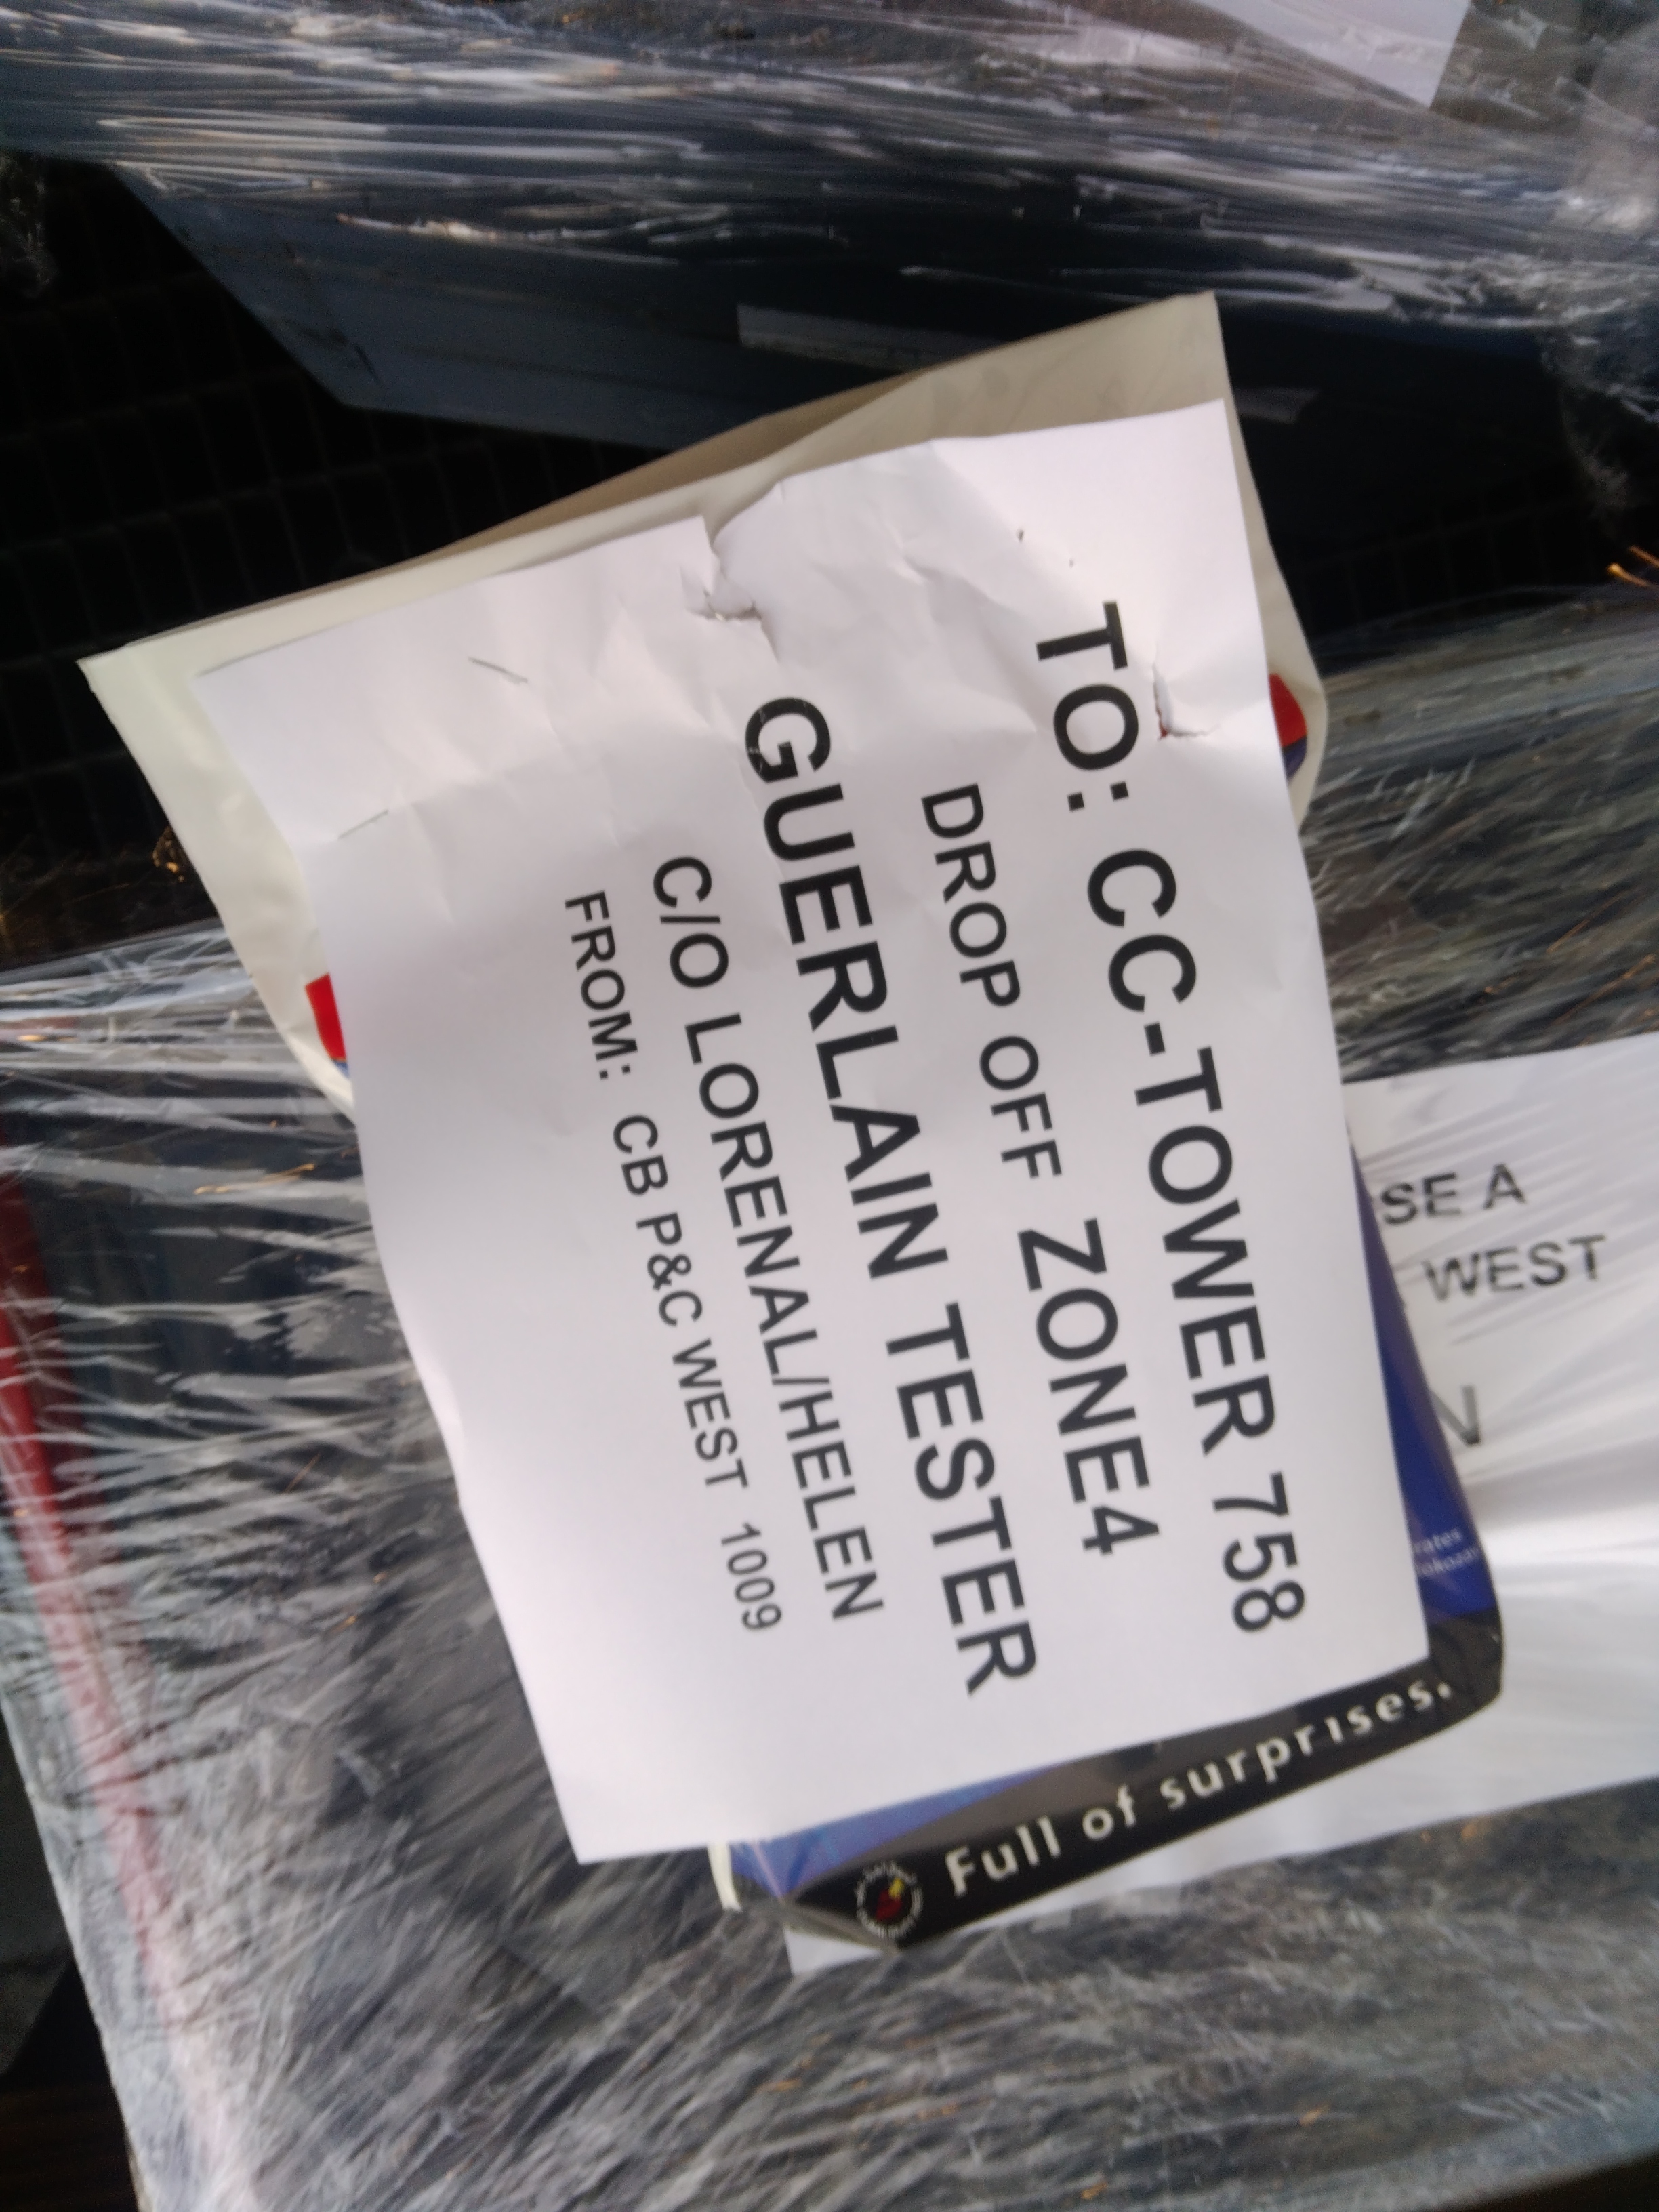 TO: CC-TOWER 758
DROP OFF ZONE4
GUERLAIN TESTER
C/O LORENAL/HELEN
FROM: CB P&C WEST 1009
SE A
WEST
N
Full of surprises.